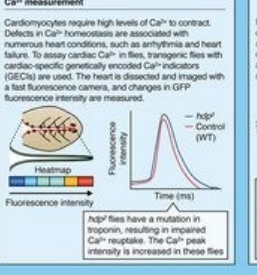 Ca²⁺ measurement
Cardiomyocytes require high levels of Ca²⁺ to contract.
Defects in Ca²⁺ homeostasis are associated with
numerous heart conditions, such as arrhythmia and heart
failure. To assay cardiac Ca²⁺ in flies, transgenic flies with
cardiac-specific genetically encoded Ca²⁺ indicators
(GECIs) are used. The heart is dissected and imaged with
a fast fluorescence camera, and changes in GFP
fluorescence intensity are measured.
Heatmap
Fluorescence intensity
Fluorescence
intensity
hdp²
Control
(WT)
Time (ms)
hdp² flies have a mutation in
troponin, resulting in impaired
Ca²⁺ reuptake. The Ca²⁺ peak
intensity is increased in these flies